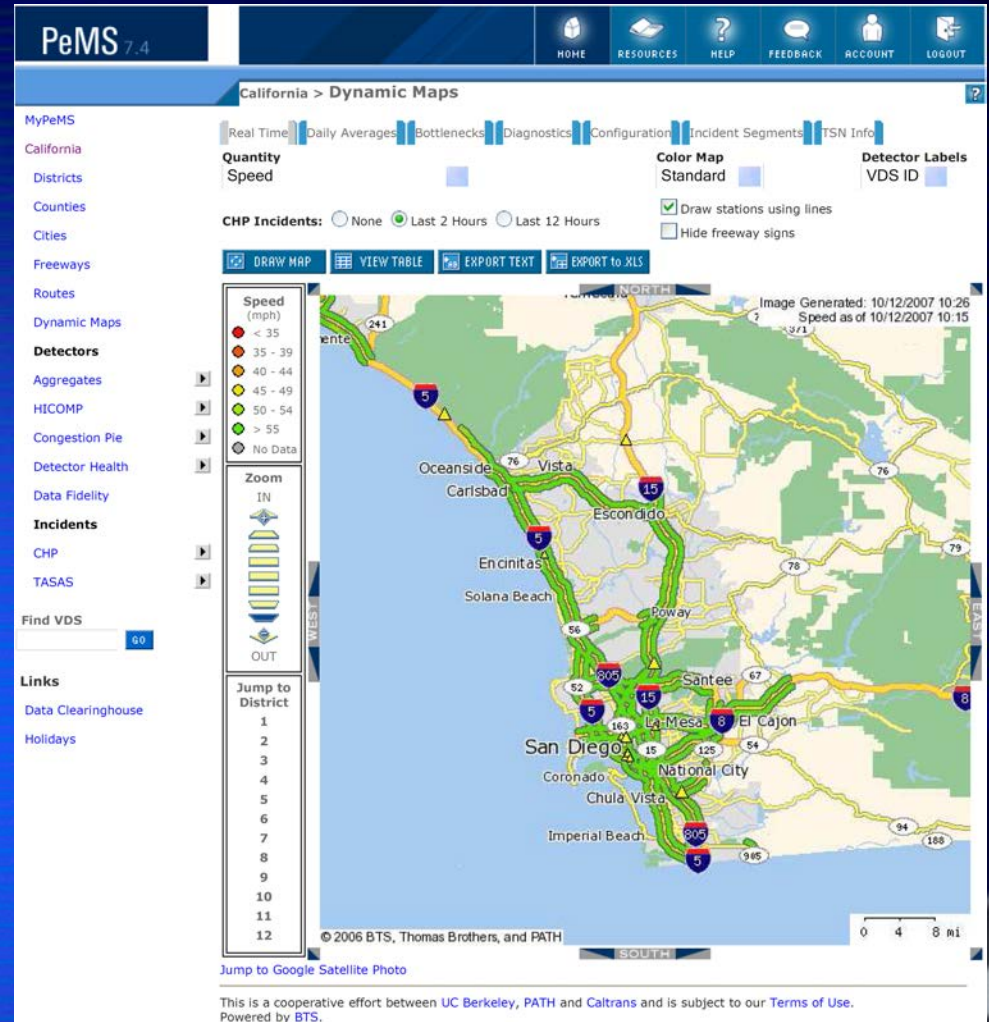 PeMS 7.4
HOME RESOURCES HELP FEEDBACK ACCOUNT LOGOUT
California > Dynamic Maps
?
MyPeMS
California
Districts
Counties
Cities
Freeways
Routes
Dynamic Maps
Detectors
Aggregates
HICOMP
Congestion Pie
Detector Health
Data Fidelity
Incidents
CHP
TASAS
Find VDS
GO
Links
Data Clearinghouse
Holidays
Real Time Daily Averages Bottlenecks Diagnostics Configuration Incident Segments TSN Info
Quantity Color Map Detector Labels
Speed Standard VDS ID
CHP Incidents: None Last 2 Hours Last 12 Hours
Draw stations using lines
Hide freeway signs
DRAW MAP VIEW TABLE EXPORT TEXT EXPORT to .XLS
Speed
(mph)
< 35
35 - 39
40 - 44
45 - 49
50 - 54
> 55
No Data
Zoom
IN
OUT
Jump to
District
1
2
3
4
5
6
7
8
9
10
11
12
NORTH
Image Generated: 10/12/2007 10:26
Speed as of 10/12/2007 10:15
241
371
5
Oceanside 76 Vista
76
Carlsbad
15
Escondido
5
79
Encinitas
78
Solana Beach
WEST
EAST
Poway
56
805
Santee 67
52
15
8
5
163 La Mesa 8 El Cajon
San Diego 15 125 54
Coronado National City
Chula Vista
94
Imperial Beach 805
188
5 905
0 4 8 mi
© 2006 BTS, Thomas Brothers, and PATH
SOUTH
Jump to Google Satellite Photo
This is a cooperative effort between UC Berkeley, PATH and Caltrans and is subject to our Terms of Use.
Powered by BTS.